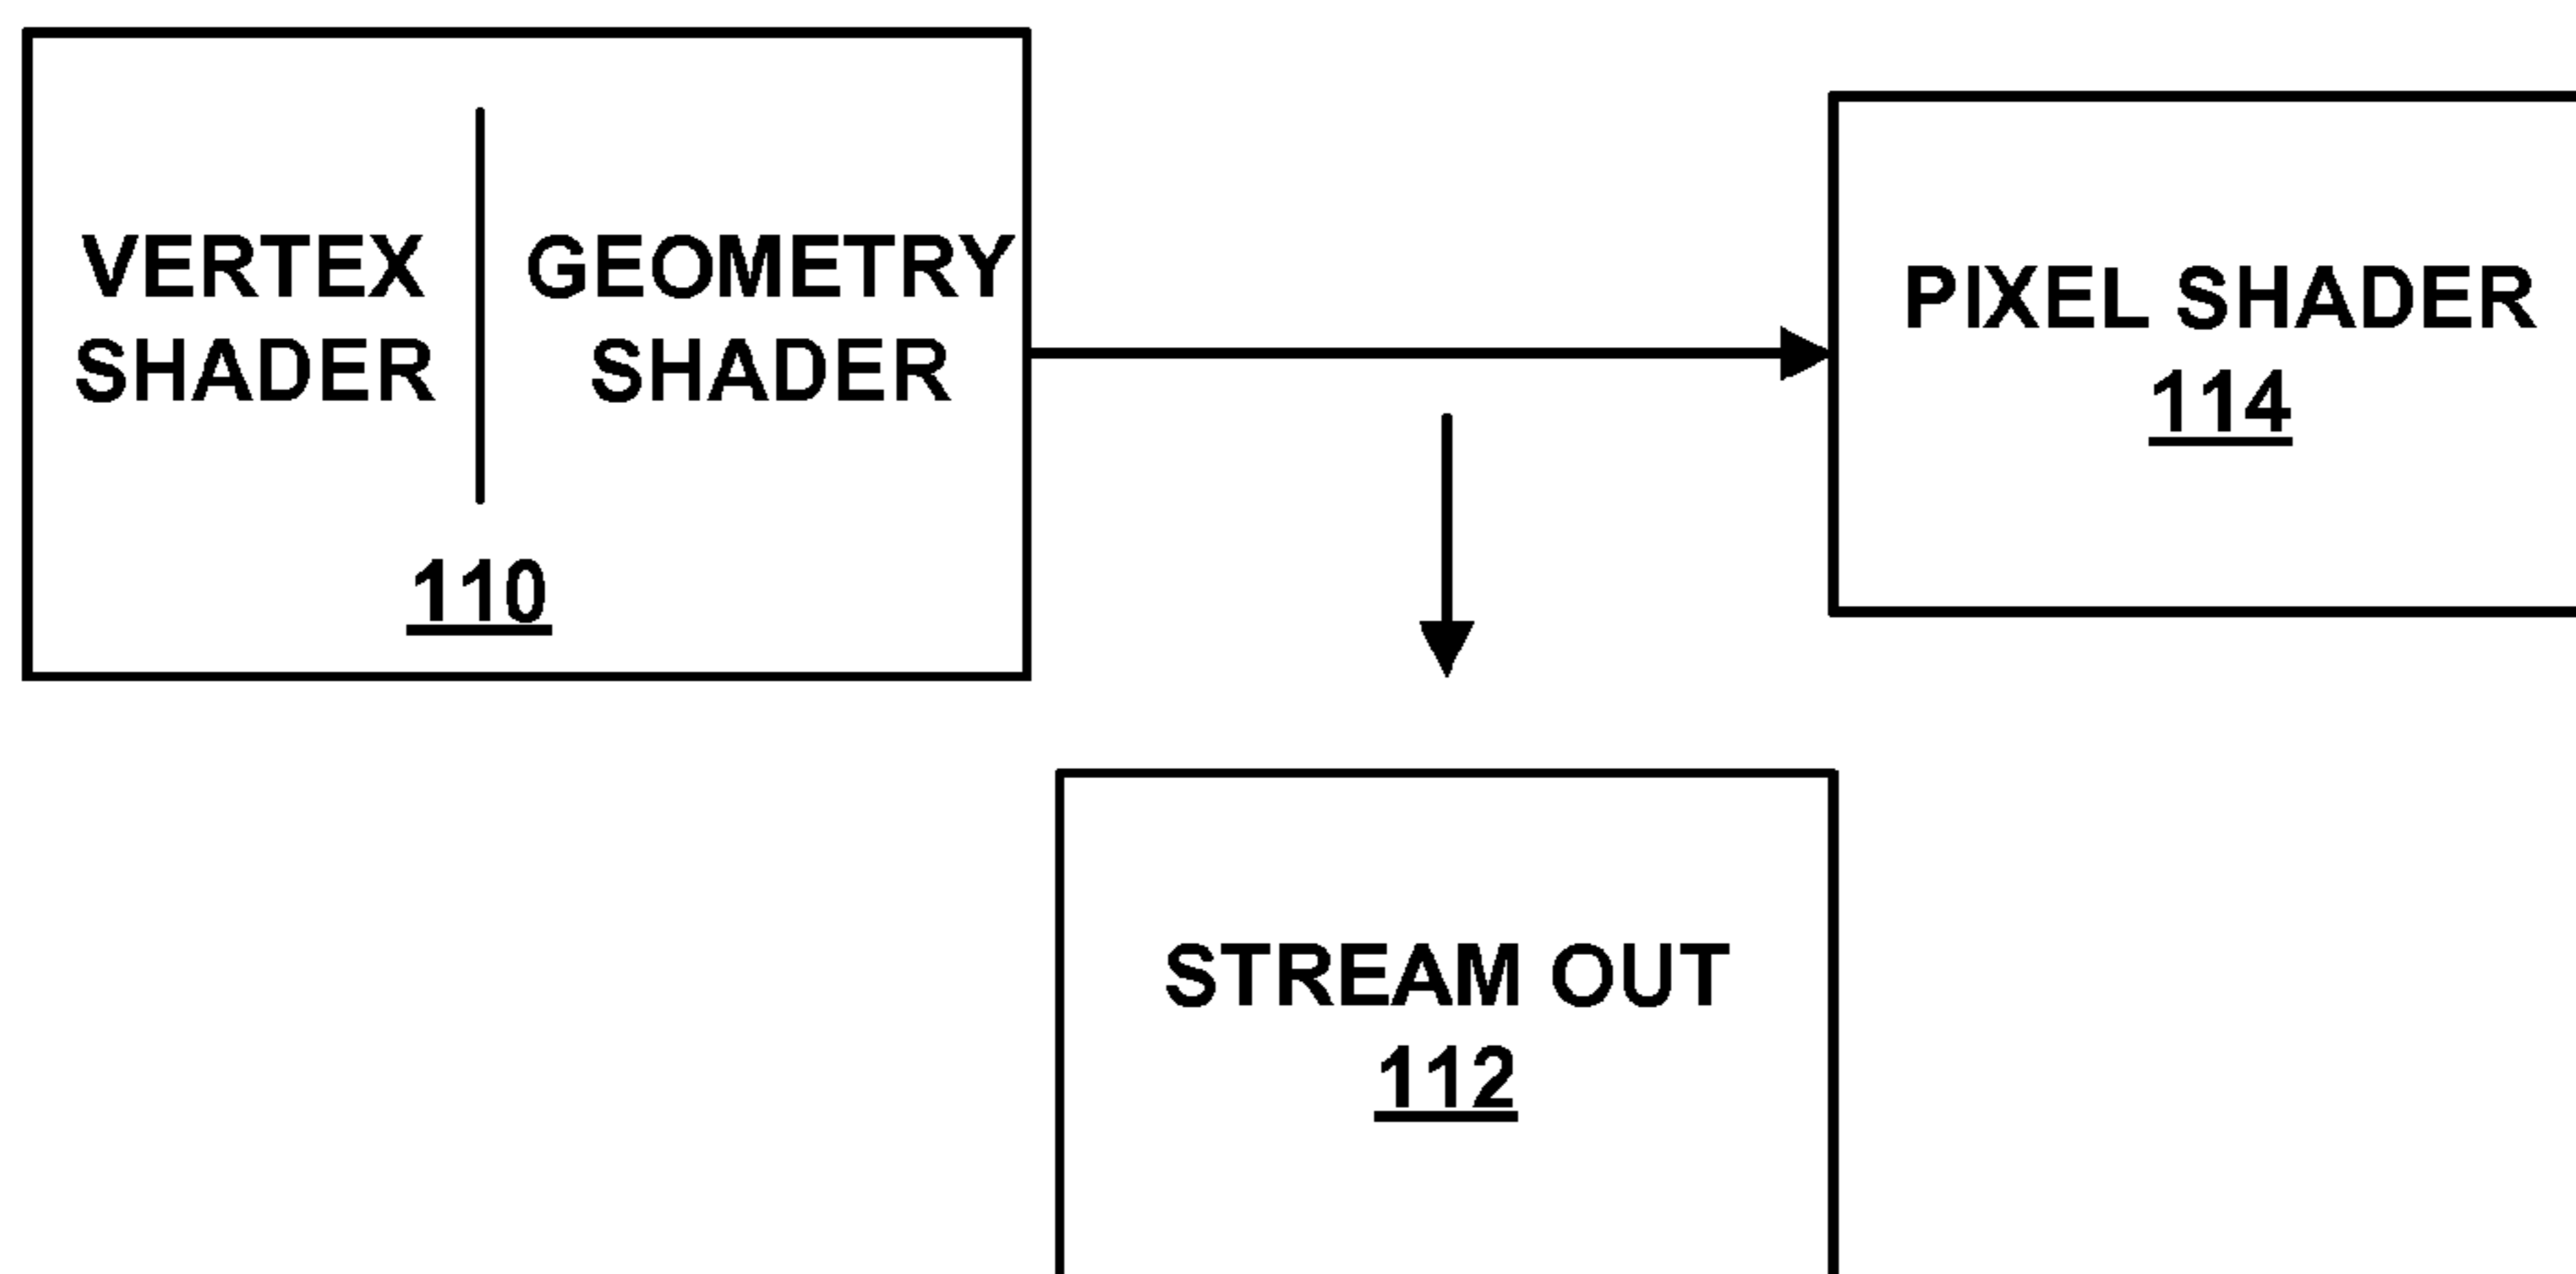 VERTEX
SHADER
GEOMETRY
SHADER
110
PIXEL SHADER
114
STREAM OUT
112